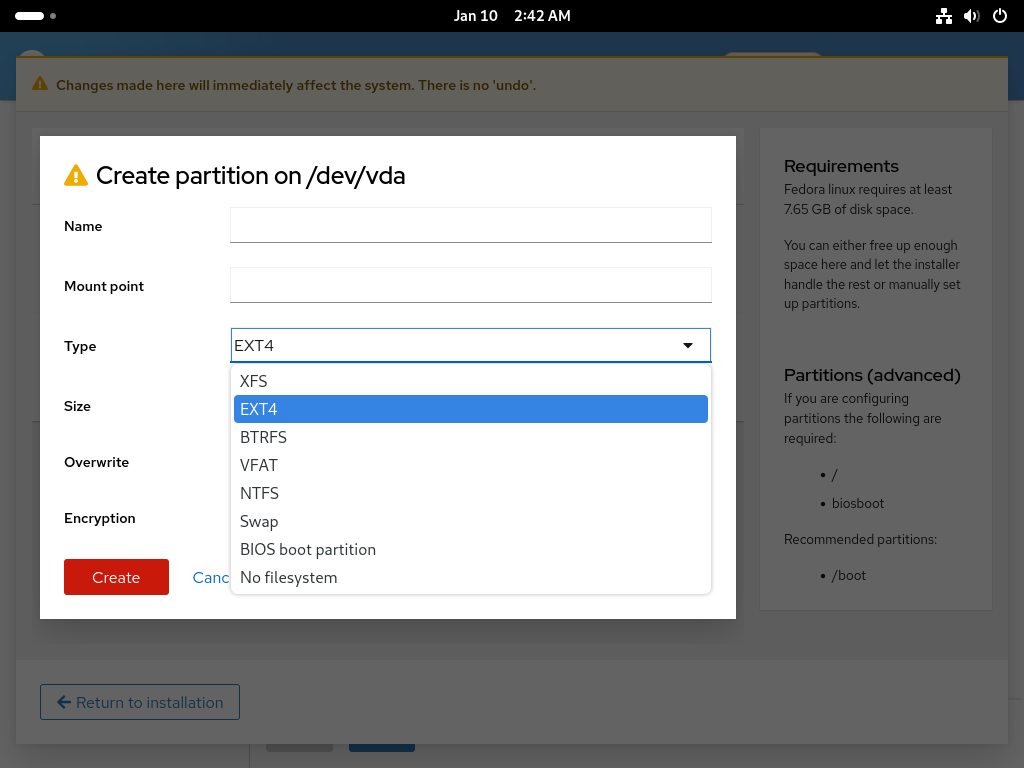 Jan 10 2:42 AM
Changes made here will immediately affect the system. There is no 'undo'.
Create partition on /dev/vda
Name
Mount point
Type
EXT4
XFS
EXT4
BTRFS
VFAT
NTFS
Swap
BIOS boot partition
No filesystem
Size
Overwrite
Encryption
Create
Canc
Requirements
Fedora linux requires at least
7.65 GB of disk space.
You can either free up enough
space here and let the installer
handle the rest or manually set
up partitions.
Partitions (advanced)
If you are configuring
partitions the following are
required:
• /
• biosboot
Recommended partitions:
• /boot
Return to installation